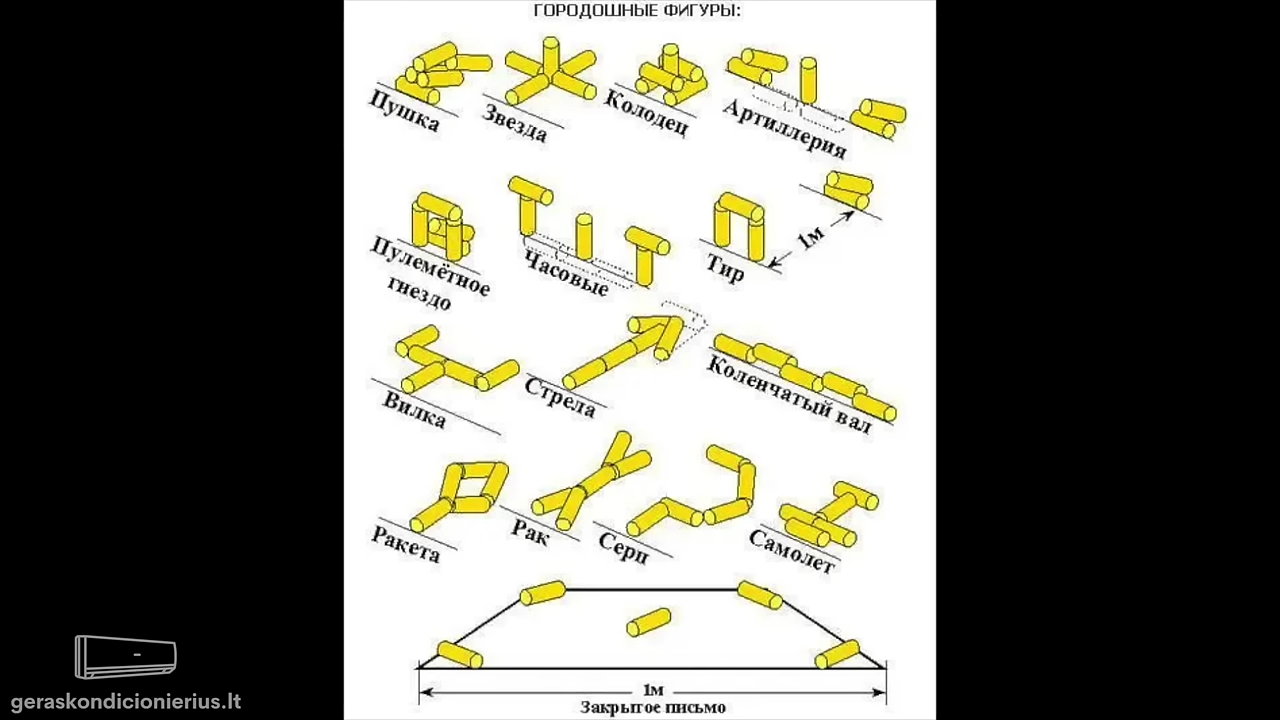 ГОРОДОШНЫЕ ФИГУРЫ:
Пушка
Звезда
Колодец
Артиллерия
Пулемётное
гнездо
Часовые
Тир
1м
Вилка
Стрела
Коленчатый вал
Ракета
Рак
Серп
Самолет
1м
Закрытое письмо
geraskondicionierius.lt